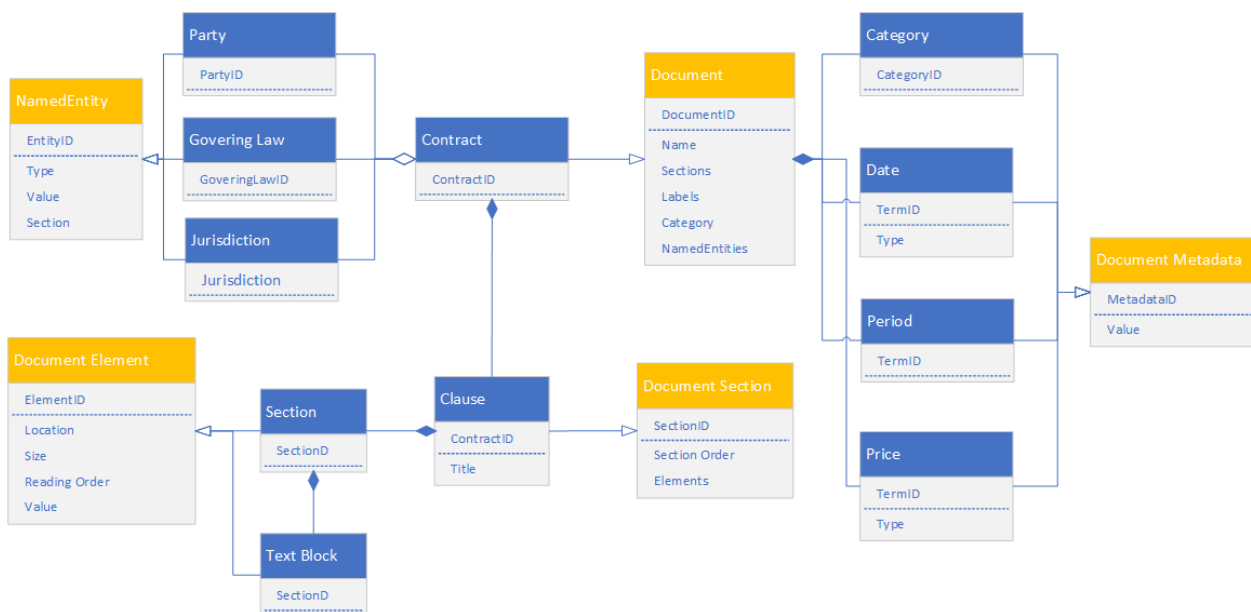 Party
PartyID
NamedEntity
EntityID
Type
Value
Section
Govering Law
GoveringLawID
Jurisdiction
Jurisdiction
Contract
ContractID
Document
DocumentID
Name
Sections
Labels
Category
NamedEntities
Category
CategoryID
Date
TermID
Type
Period
TermID
Price
TermID
Type
Document Metadata
MetadataID
Value
Document Element
ElementID
Location
Size
Reading Order
Value
Section
SectionD
Text Block
SectionD
Clause
ContractID
Title
Document Section
SectionID
Section Order
Elements